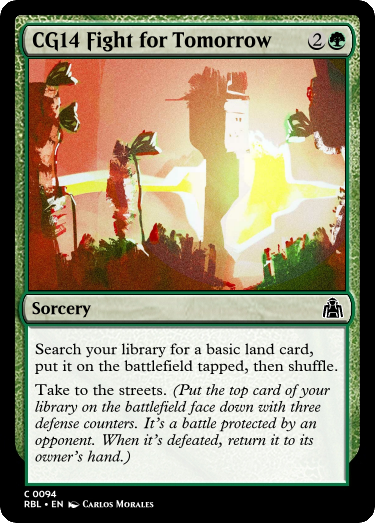 CG14 Fight for Tomorrow 2
Sorcery
Search your library for a basic land card,
put it on the battlefield tapped, then shuffle.
Take to the streets. (Put the top card of your
library on the battlefield face down with three
defense counters. It's a battle protected by an
opponent. When it's defeated, return it to its
owner's hand.)
C 0094
RBL • EN Carlos Morales